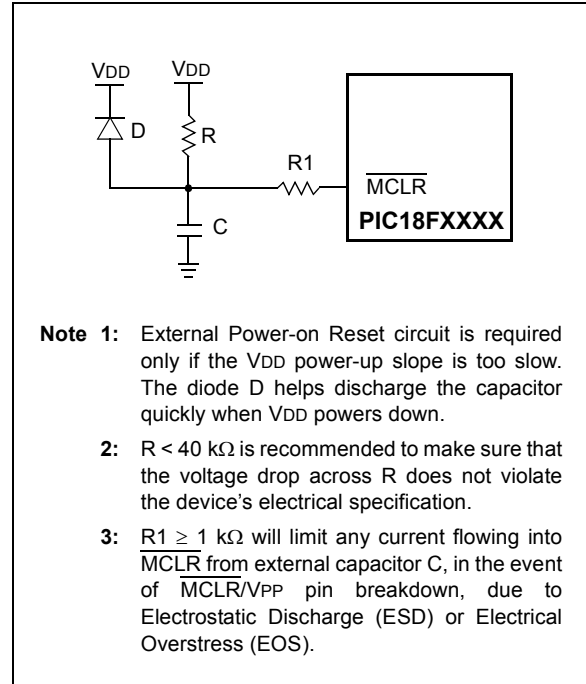 VDD VDD
D
R
R1
MCLR
PIC18FXXXX
C
Note 1: External Power-on Reset circuit is required
only if the VDD power-up slope is too slow.
The diode D helps discharge the capacitor
quickly when VDD powers down.
2: R < 40 kΩ is recommended to make sure that
the voltage drop across R does not violate
the device's electrical specification.
3: R1 ≥ 1 kΩ will limit any current flowing into
MCLR from external capacitor C, in the event
of MCLR/VPP pin breakdown, due to
Electrostatic Discharge (ESD) or Electrical
Overstress (EOS).